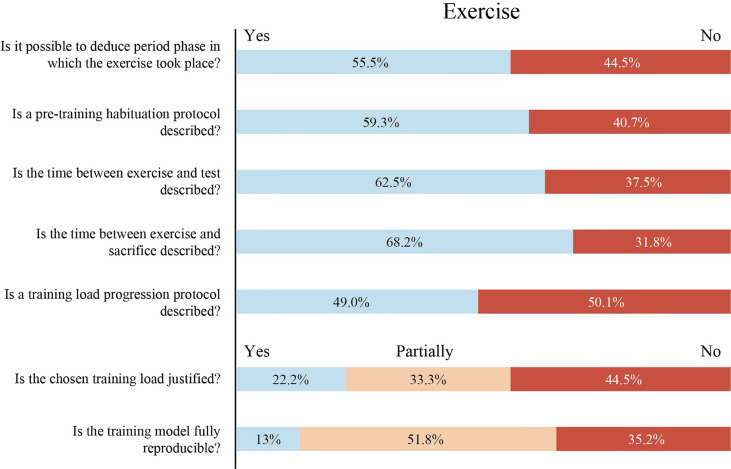 Exercise
Yes No
Is it possible to deduce period phase in
which the exercise took place?
55.5% 44.5%
Is a pre-training habituation protocol
described?
59.3% 40.7%
Is the time between exercise and test
described?
62.5% 37.5%
Is the time between exercise and
sacrifice described?
68.2% 31.8%
Is a training load progression protocol
described?
49.0% 50.1%
Yes Partially No
Is the chosen training load justified?
22.2% 33.3% 44.5%
Is the training model fully
reproducible?
13% 51.8% 35.2%